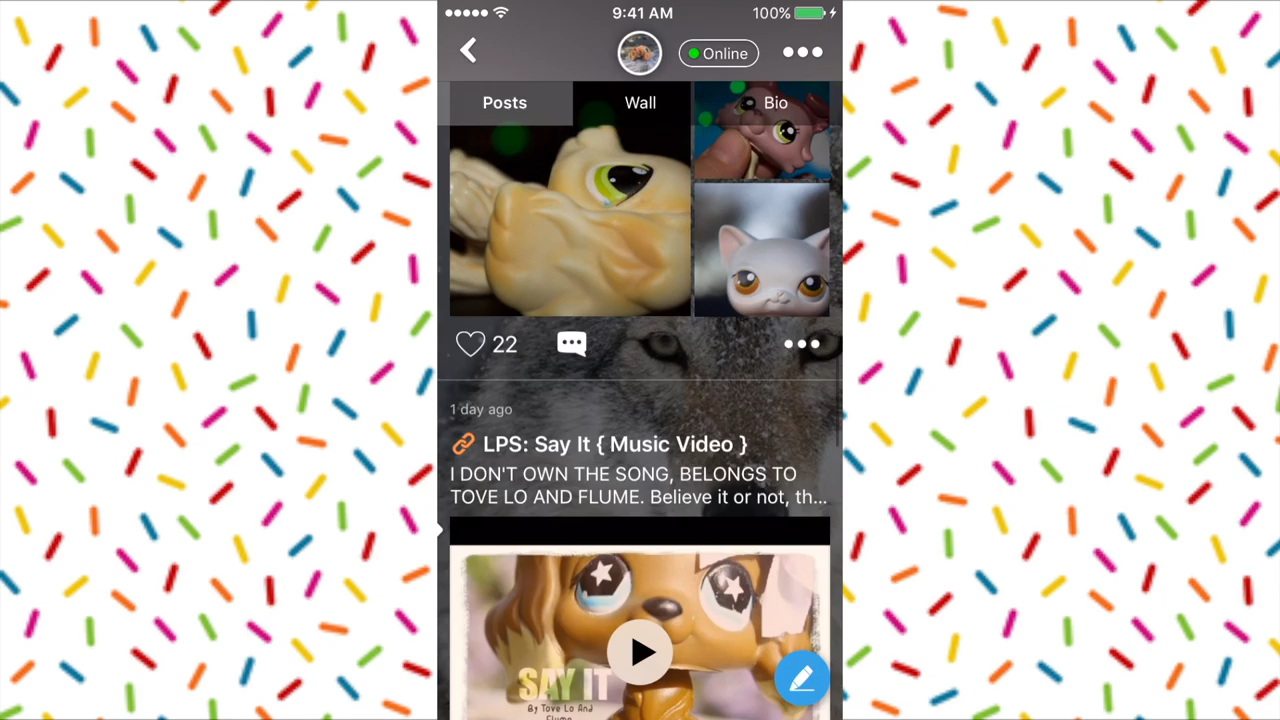 9:41 AM
100%
Online
Posts
Wall
Bio
22
1 day ago
LPS: Say It { Music Video }
I DON'T OWN THE SONG, BELONGS TO
TOVE LO AND FLUME. Believe it or not, th...
SAY IT
By Tove Lo And
Flume